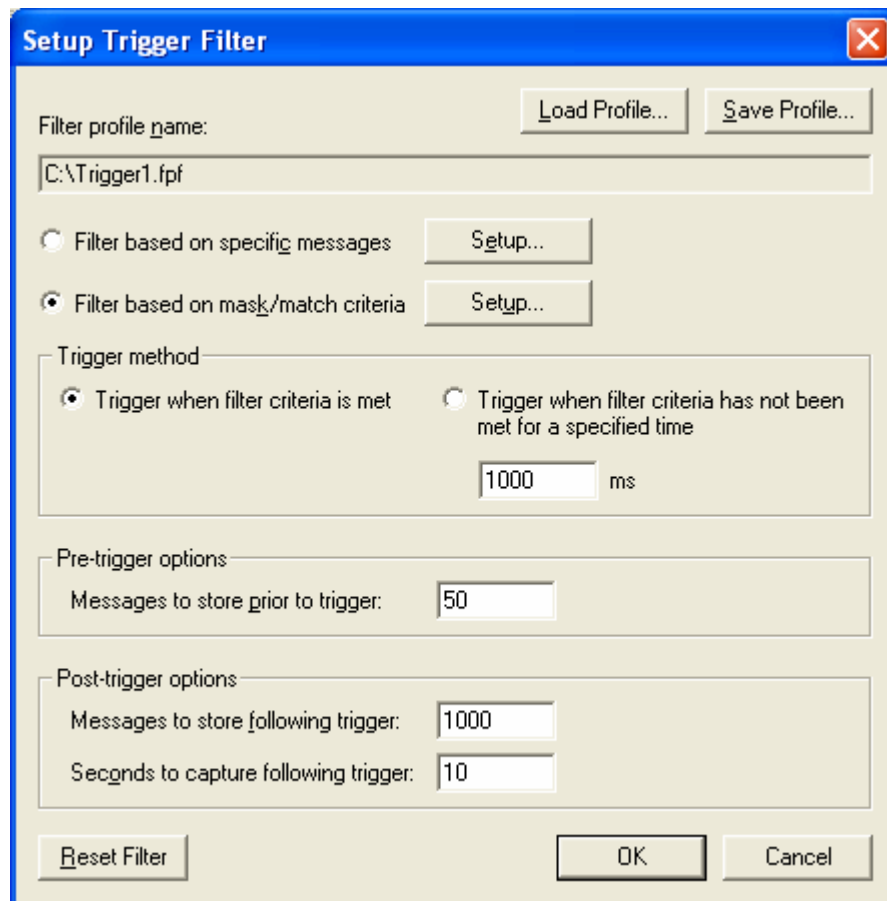 Setup Trigger Filter
Load Profile...
Save Profile...
Filter profile name:
C:\Trigger1.fpf
Filter based on specific messages
Setup...
Filter based on mask/match criteria
Setup...
Trigger method
Trigger when filter criteria is met
Trigger when filter criteria has not been
met for a specified time
1000 ms
Pre-trigger options
Messages to store prior to trigger: 50
Post-trigger options
Messages to store following trigger: 1000
Seconds to capture following trigger: 10
Reset Filter
OK
Cancel